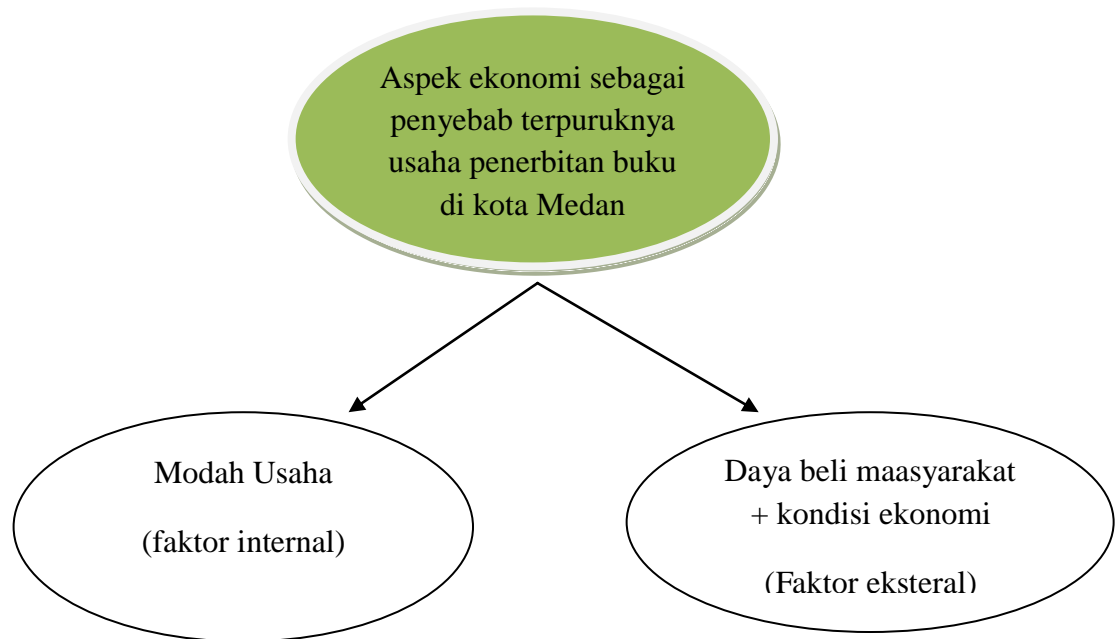 Aspek ekonomi sebagai
penyebab terpuruknya
usaha penerbitan buku
di kota Medan
Modah Usaha
(faktor internal)
Daya beli maasyarakat
+ kondisi ekonomi
(Faktor eksteral)